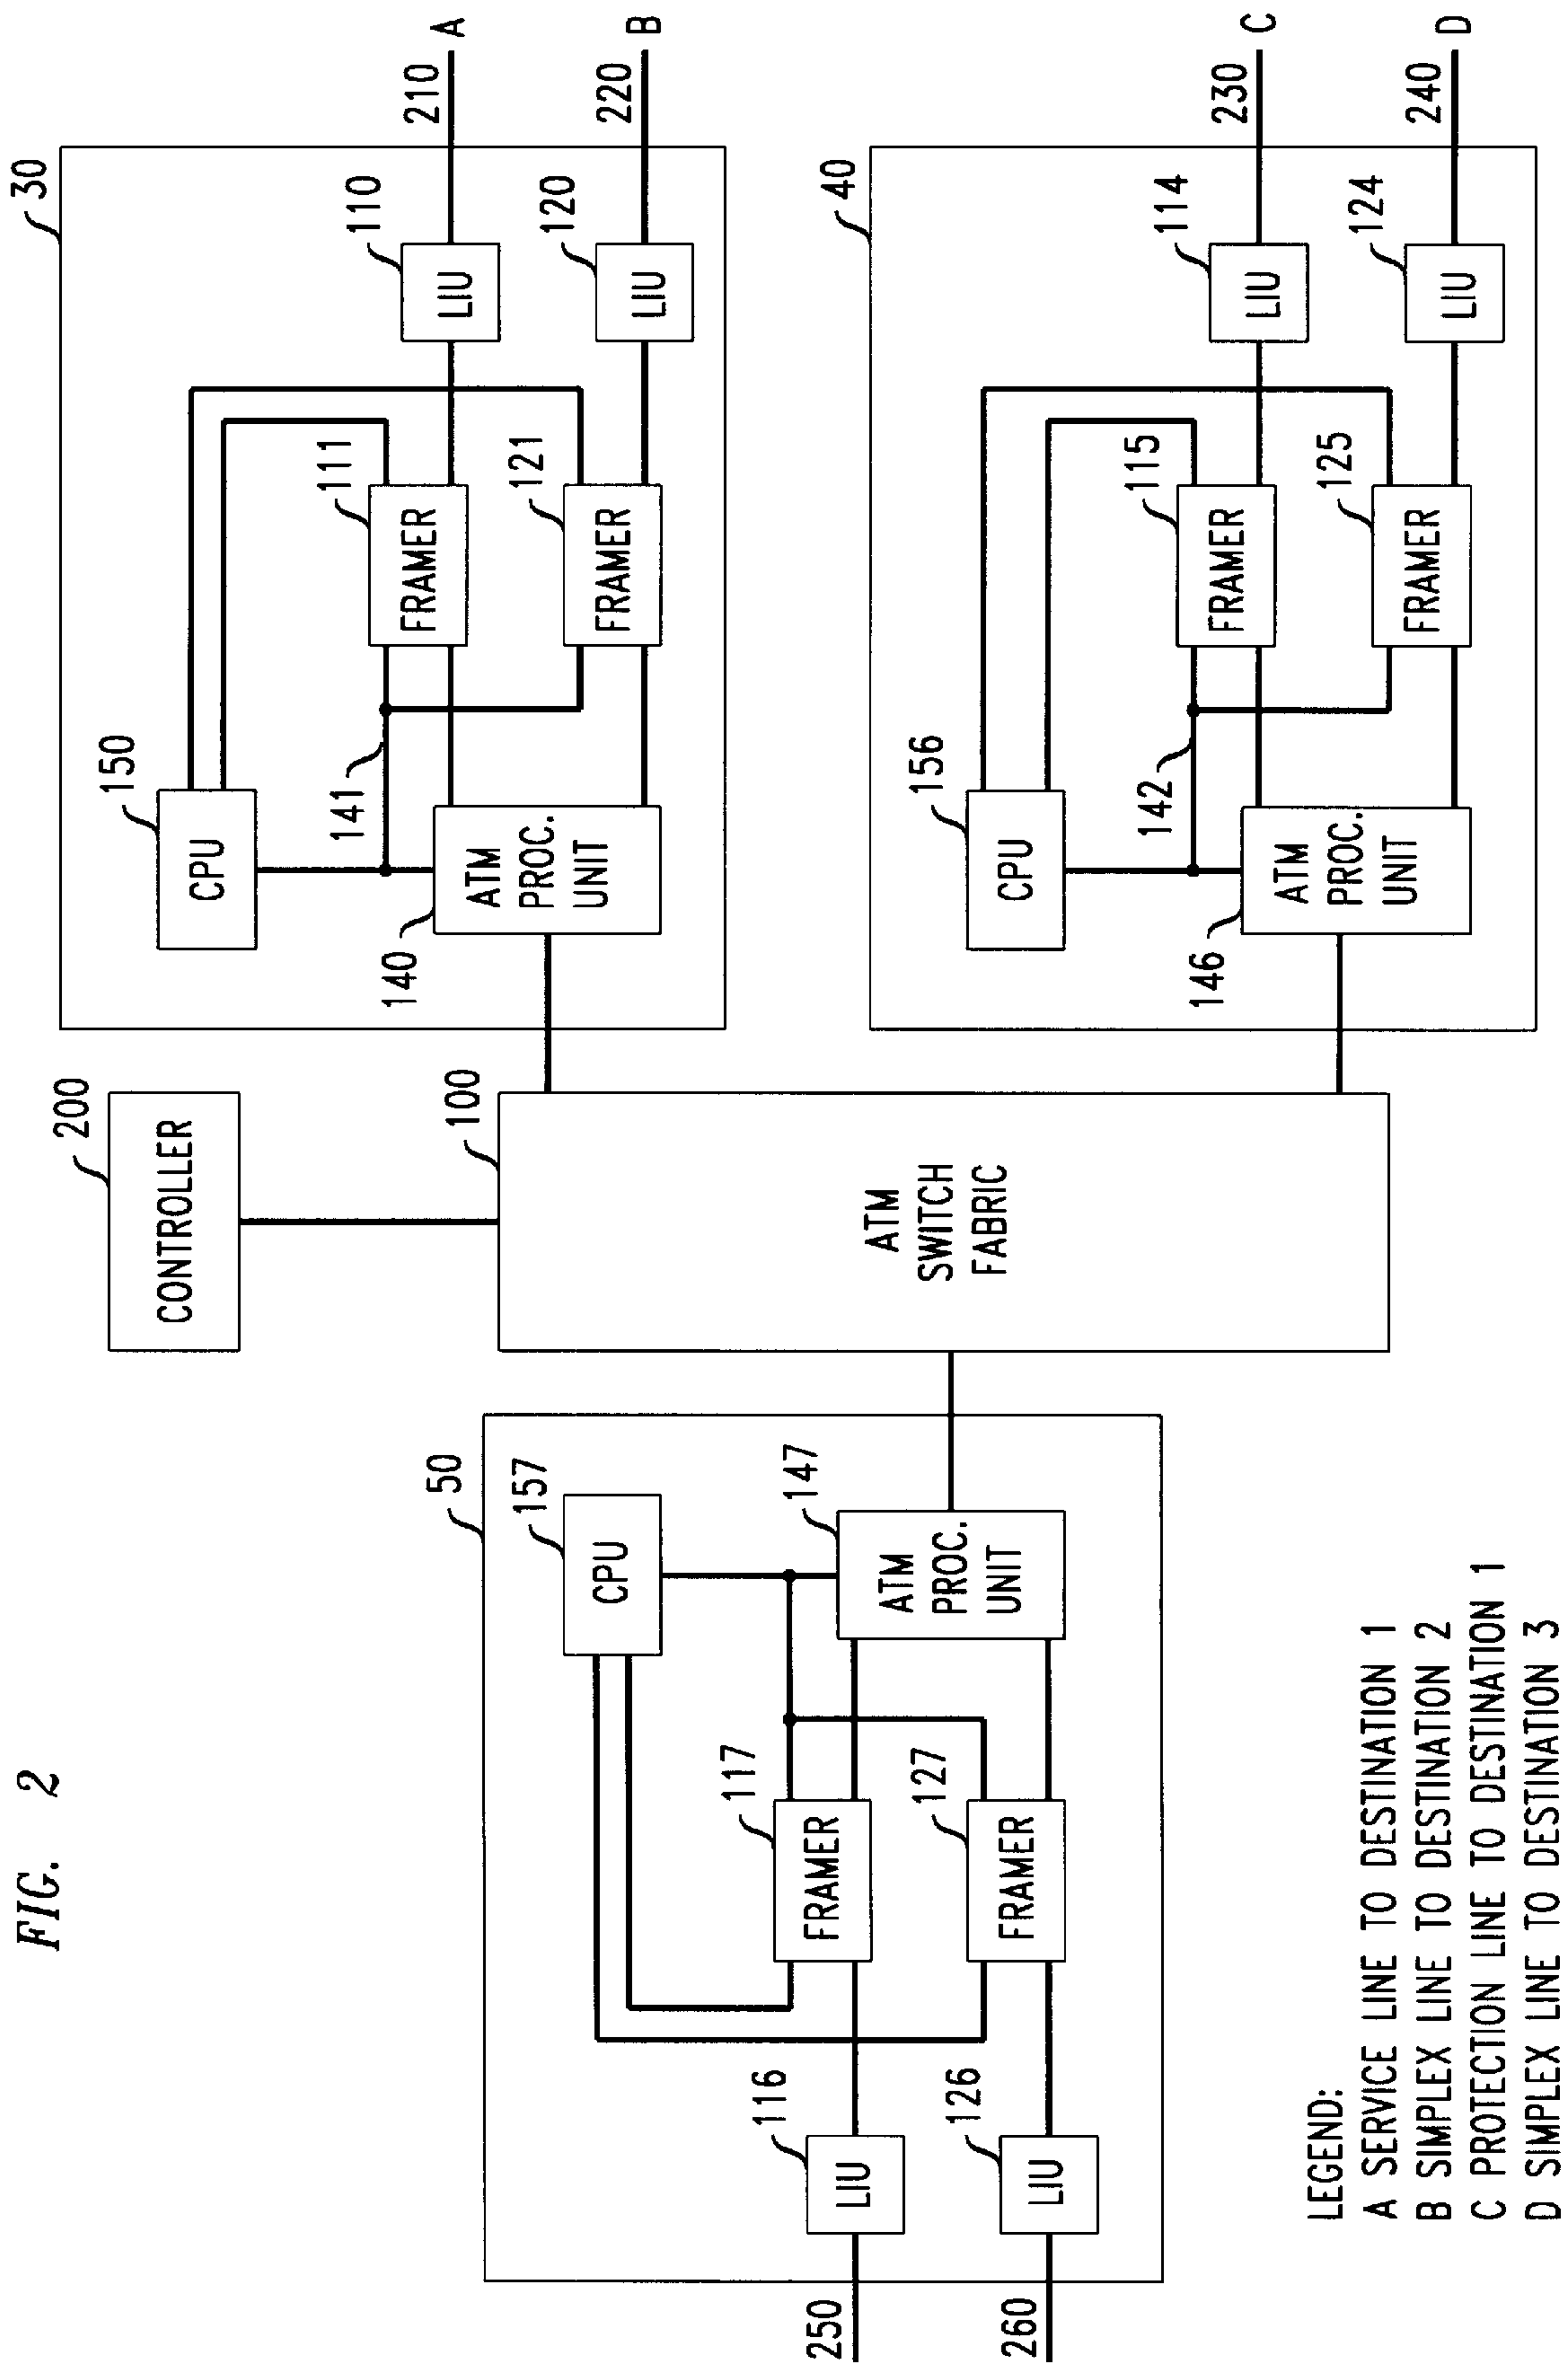 FIG. 2
200
CONTROLLER
100
ATM
SWITCH
FABRIC
30
150
CPU
141
140
ATM
PROC.
UNIT
111
FRAMER
121
FRAMER
110
LIU
120
LIU
210
A
220
B
40
156
CPU
142
146
ATM
PROC.
UNIT
115
FRAMER
125
FRAMER
114
LIU
124
LIU
230
C
240
D
50
157
CPU
147
ATM
PROC.
UNIT
117
FRAMER
127
FRAMER
116
LIU
126
LIU
250
260
LEGEND:
A SERVICE LINE TO DESTINATION 1
B SIMPLEX LINE TO DESTINATION 2
C PROTECTION LINE TO DESTINATION 1
D SIMPLEX LINE TO DESTINATION 3